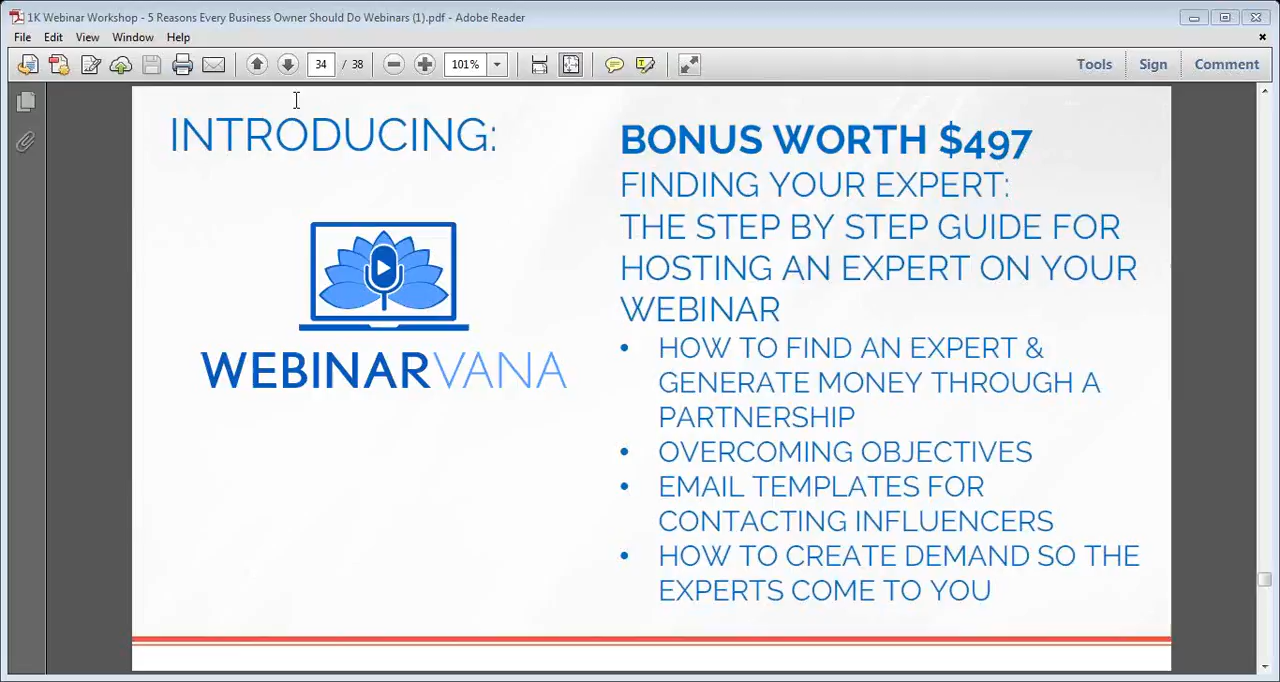 1K Webinar Workshop - 5 Reasons Every Business Owner Should Do Webinars (1).pdf - Adobe Reader
File Edit View Window Help
34 / 38 101% Tools Sign Comment
INTRODUCING:
WEBINARVANA
BONUS WORTH $497
FINDING YOUR EXPERT:
THE STEP BY STEP GUIDE FOR
HOSTING AN EXPERT ON YOUR
WEBINAR
• HOW TO FIND AN EXPERT &
GENERATE MONEY THROUGH A
PARTNERSHIP
• OVERCOMING OBJECTIVES
• EMAIL TEMPLATES FOR
CONTACTING INFLUENCERS
• HOW TO CREATE DEMAND SO THE
EXPERTS COME TO YOU